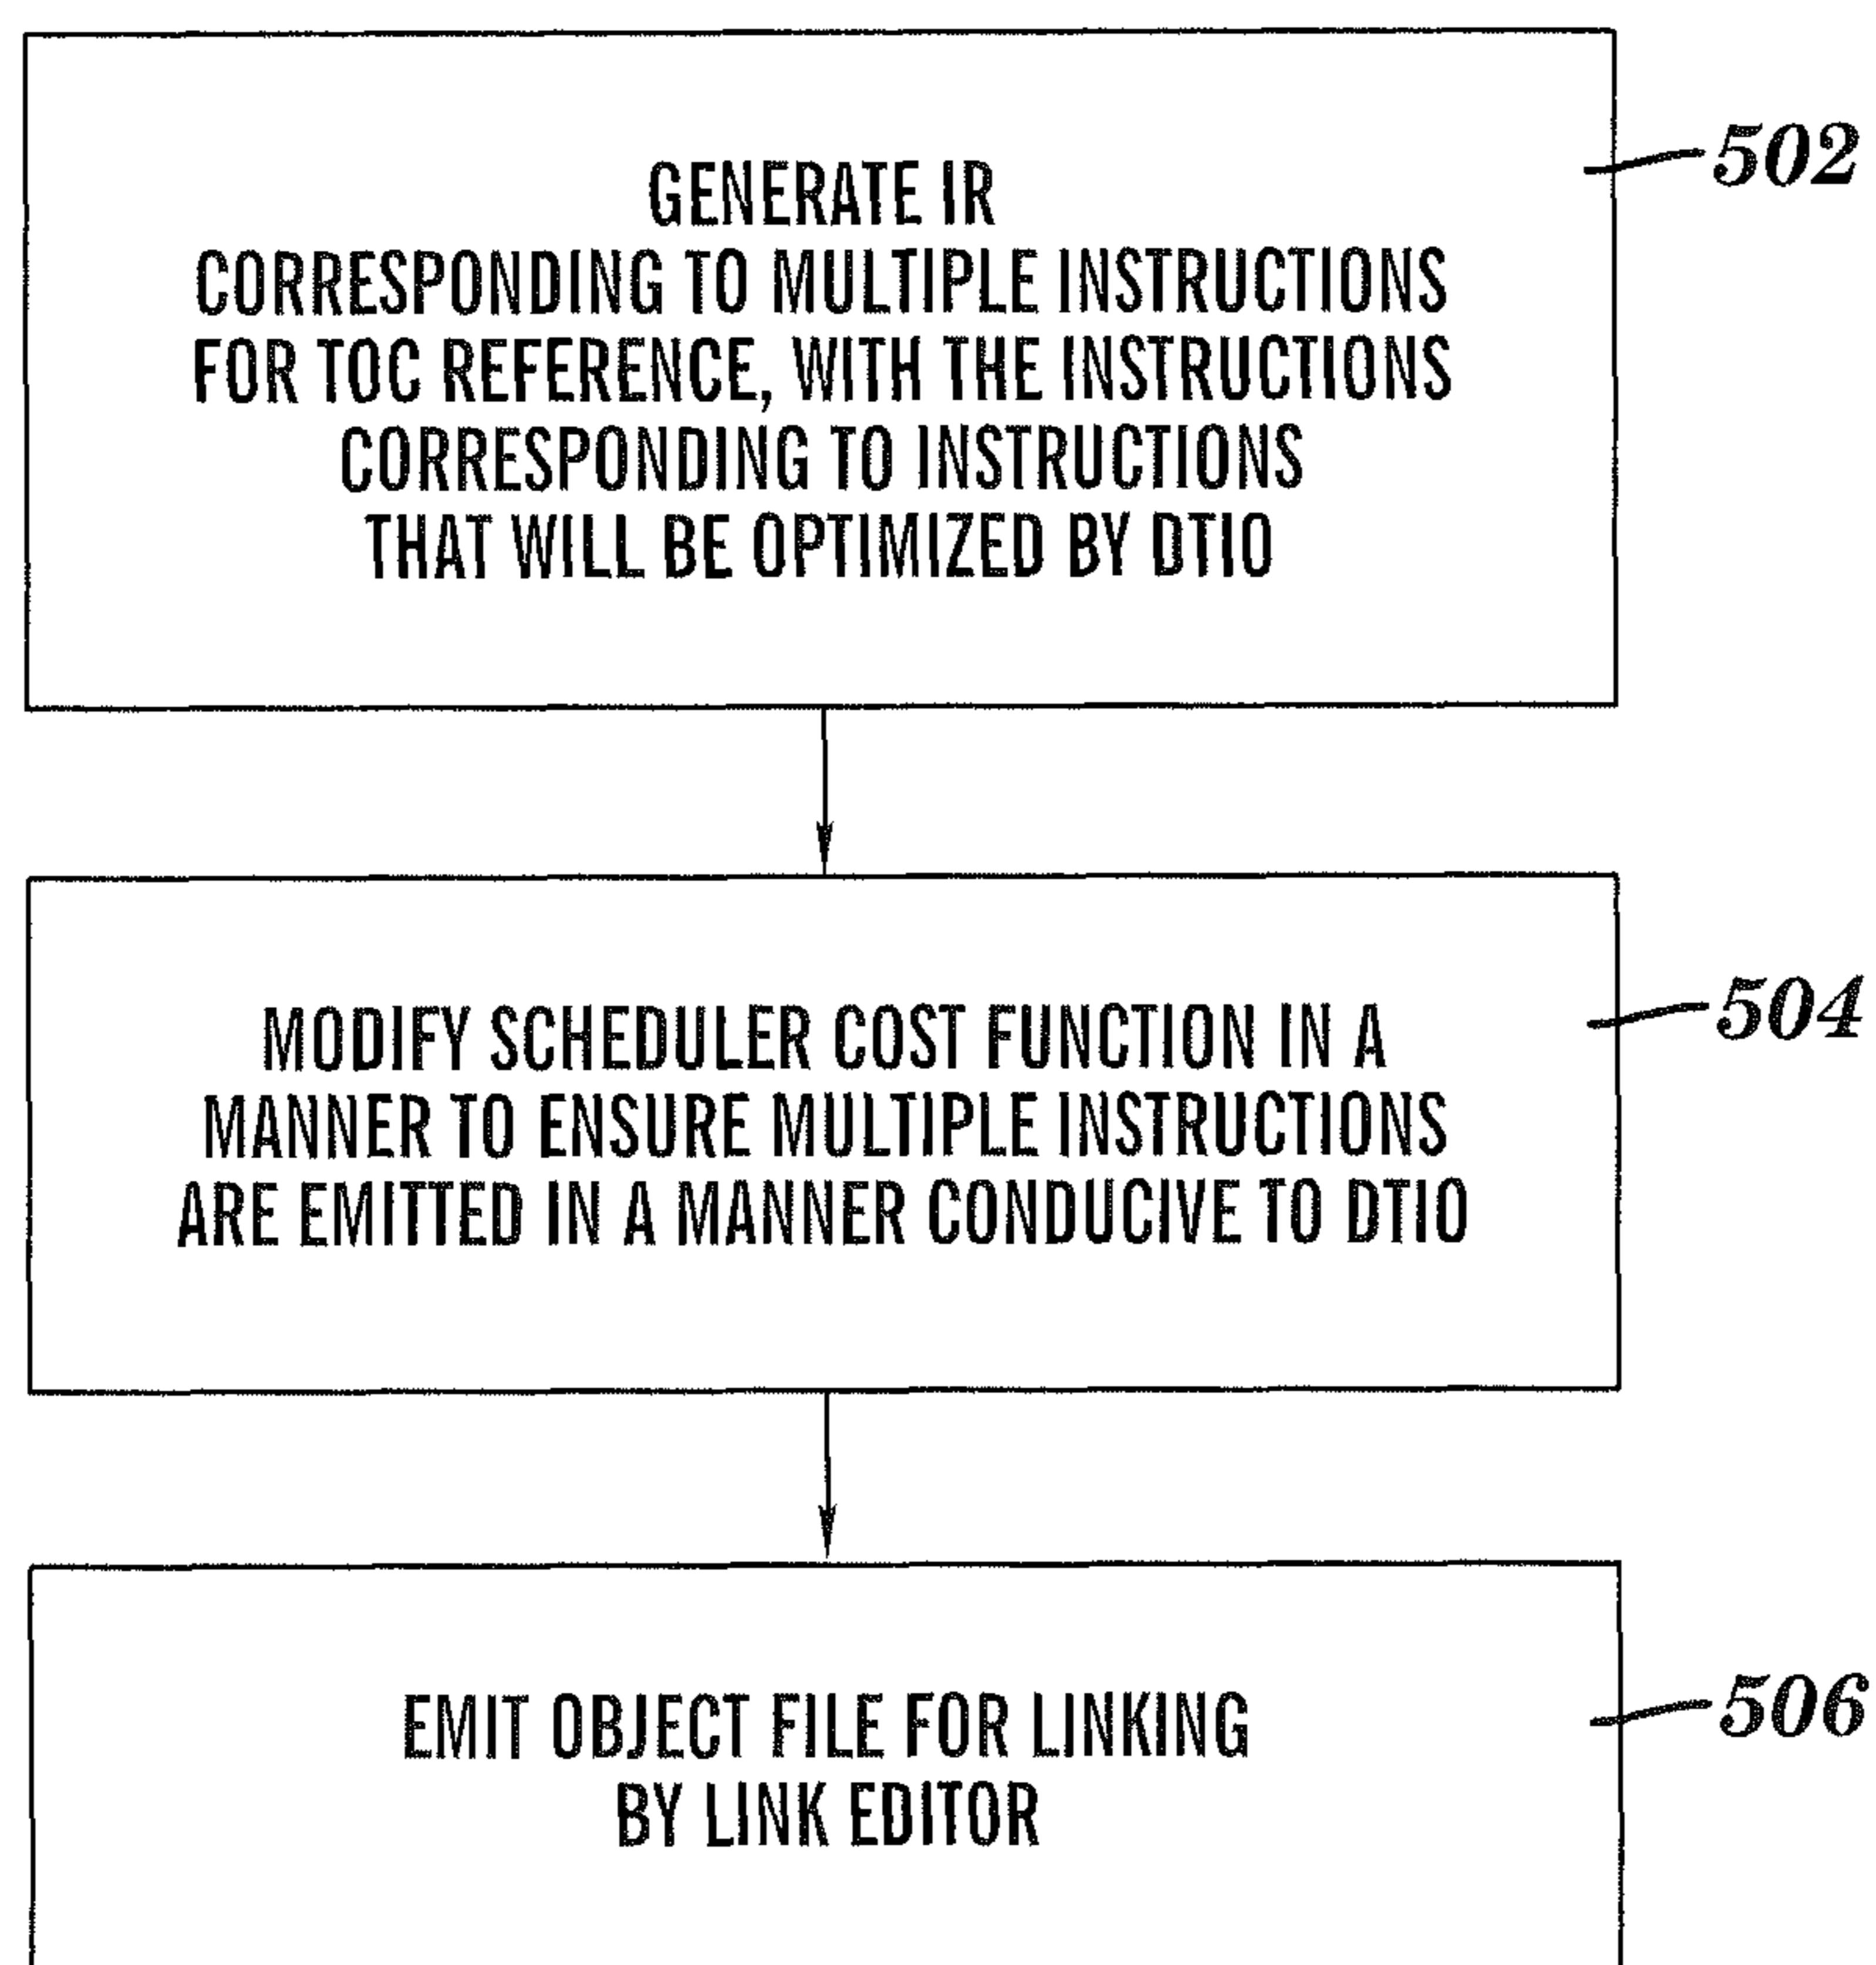 GENERATE IR
CORRESPONDING TO MULTIPLE INSTRUCTIONS
FOR TOC REFERENCE, WITH THE INSTRUCTIONS
CORRESPONDING TO INSTRUCTIONS
THAT WILL BE OPTIMIZED BY DTIO
502
MODIFY SCHEDULER COST FUNCTION IN A
MANNER TO ENSURE MULTIPLE INSTRUCTIONS
ARE EMITTED IN A MANNER CONDUCIVE TO DTIO
504
EMIT OBJECT FILE FOR LINKING
BY LINK EDITOR
506